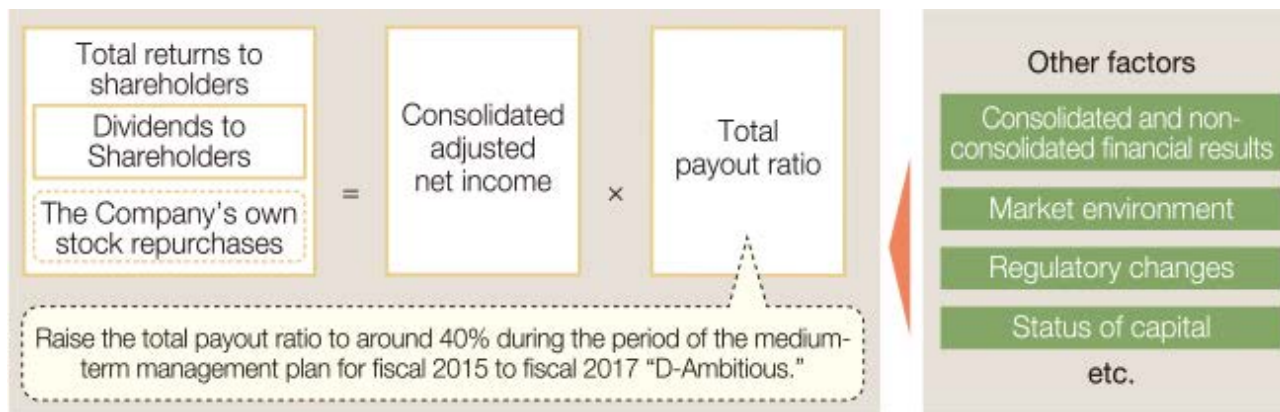 Total returns to
shareholders
Dividends to
Shareholders
The Company's own
stock repurchases
=
Consolidated
adjusted
net income
×
Total
payout ratio
Raise the total payout ratio to around 40% during the period of the medium-
term management plan for fiscal 2015 to fiscal 2017 “D-Ambitious.”
Other factors
Consolidated and non-
consolidated financial results
Market environment
Regulatory changes
Status of capital
etc.